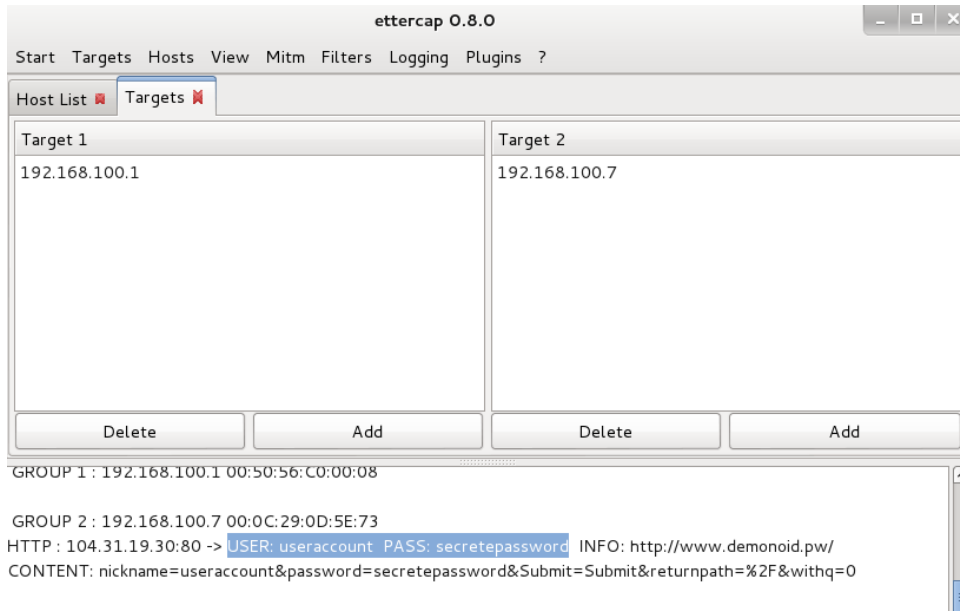 ettercap 0.8.0
Start Targets Hosts View Mitm Filters Logging Plugins ?
Host List Targets
Target 1 Target 2
192.168.100.1 192.168.100.7
Delete Add Delete Add
GROUP 1 : 192.168.100.1 00:50:56:C0:00:08
GROUP 2 : 192.168.100.7 00:0C:29:0D:5E:73
HTTP : 104.31.19.30:80 -> USER: useraccount PASS: secretepassword INFO: http://www.demonoid.pw/
CONTENT: nickname=useraccount&password=secretepassword&Submit=Submit&returnpath=%2F&withq=0